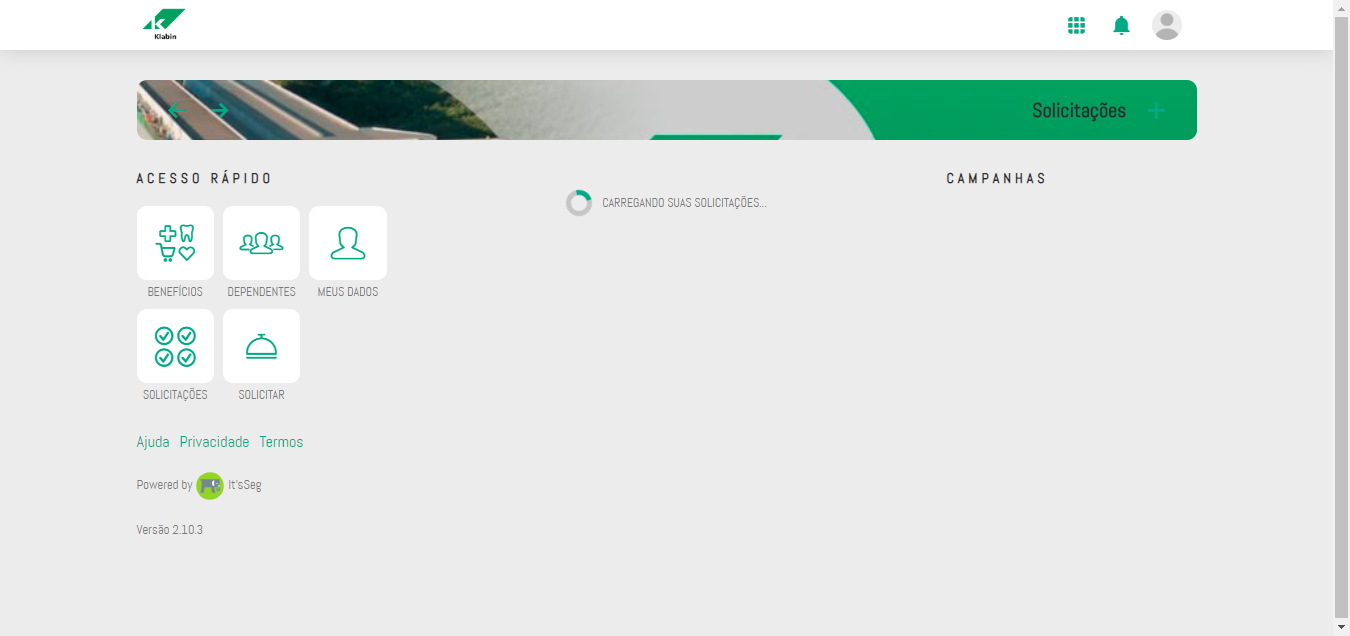 Klabin
Solicitações
ACESSO RÁPIDO
CARREGANDO SUAS SOLICITAÇÕES...
CAMPANHAS
BENEFÍCIOS
DEPENDENTES
MEUS DADOS
SOLICITAÇÕES
SOLICITAR
Ajuda Privacidade Termos
Powered by It'sSeg
Versão 2.10.3